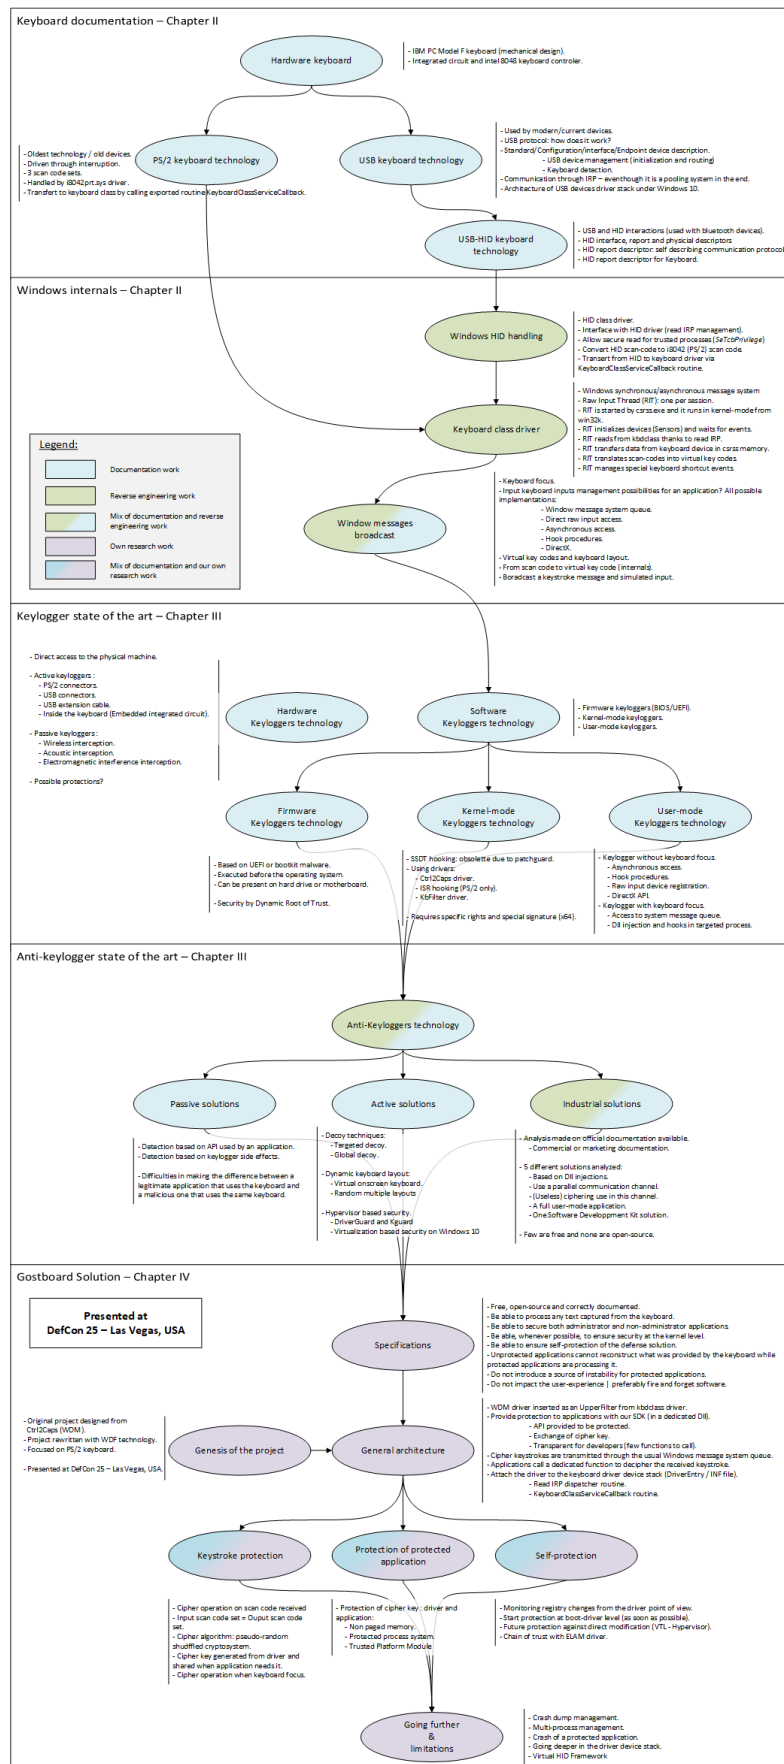 Keyboard documentation – Chapter II
Hardware keyboard
- IBM PC Model F keyboard (mechanical design).
- Integrated circuit and intel 8048 keyboard controler.
PS/2 keyboard technology
- Oldest technology / old devices.
- Driven through interruption.
- 3 scan code sets.
- Handled by i8042prt.sys driver.
- Transfert to keyboard class by calling exported routine KeyboardClassServiceCallback.
USB keyboard technology
- Used by modern/current devices.
- USB protocol: how does it work?
- Standard/Configuration/interface/Endpoint device description.
- USB device management (initialization and routing)
- Keyboard detection.
- Communication through IRP – eventhough it is a pooling system in the end.
- Architecture of USB devices driver stack under Windows 10.
USB-HID keyboard
technology
- USB and HID interactions (used with bluetooth devices).
- HID interface, report and physical descriptors
- HID report descriptor: self describing communication protocol
- HID report descriptor for Keyboard.
Windows internals – Chapter II
Windows HID handling
- HID class driver.
- Interface with HID driver (read IRP management).
- Allow secure read for trusted processes (SeTcbPrivilege)
- Convert HID scan-code to i8042 (PS/2) scan code.
- Transert from HID to keyboard driver via
KeyboardClassServiceCallback routine.
Keyboard class driver
- Windows synchronous/asynchronous message system
- Raw Input Thread (RIT): one per session.
- RIT is started by csrss.exe and it runs in kernel-mode from
win32k.
- RIT initializes devices (Sensors) and waits for events.
- RIT reads from kbdclass thanks to read IRP.
- RIT transfers data from keyboard device in csrss memory.
- RIT translates scan-codes into virtual key codes.
- RIT manages special keyboard shortcut events.
Legend:
Documentation work
Reverse engineering work
Mix of documentation and reverse
engineering work
Own research work
Mix of documentation and our own
research work
Window messages
broadcast
- Keyboard focus.
- Input keyboard inputs management possibilities for an application? All possible
implementations:
- Window message system queue.
- Direct raw input access.
- Asynchronous access.
- Hook procedures.
- DirectX.
- Virtual key codes and keyboard layout.
- From scan code to virtual key code (internals).
- Boradcast a keystroke message and simulated input.
Keylogger state of the art – Chapter III
- Direct access to the physical machine.
- Active keyloggers :
- PS/2 connectors.
- USB connectors.
- USB extension cable.
- Inside the keyboard (Embedded integrated circuit).
- Passive keyloggers :
- Wireless interception.
- Acoustic interception.
- Electromagnetic interference interception.
- Possible protections?
Hardware
Keyloggers technology
Software
Keyloggers technology
- Firmware keyloggers (BIOS/UEFI).
- Kernel-mode keyloggers.
- User-mode keyloggers.
Firmware
Keyloggers technology
Kernel-mode
Keyloggers technology
User-mode
Keyloggers technology
- Based on UEFI or bootkit malware.
- Executed before the operating system.
- Can be present on hard drive or motherboard.
- Security by Dynamic Root of Trust.
- SSDT hooking: obsolette due to patchguard.
- Using drivers:
- Ctrl2Caps driver.
- ISR hooking (PS/2 only).
- KbFilter driver.
- Requires specific rights and special signature (x64).
- Keylogger without keyboard focus.
- Asynchronous access.
- Hook procedures.
- Raw input device registration.
- DirectX API.
- Keylogger with keyboard focus.
- Access to system message queue.
- Dll injection and hooks in targeted process.
Anti-keylogger state of the art – Chapter III
Anti-Keyloggers technology
Passive solutions
Active solutions
Industrial solutions
- Detection based on API used by an application.
- Detection based on keylogger side effects.
- Difficulties in making the difference between a
legitimate application that uses the keyboard and
a malicious one that uses the same keyboard.
- Decoy techniques:
- Targeted decoy.
- Global decoy.
- Dynamic keyboard layout:
- Virtual onscreen keyboard.
- Random multiple layouts
- Hypervisor based security.
- DriverGuard and Kguard
- Virtualization based security on Windows 10
- Analysis made on official documentation available.
- Commercial or marketing documentation.
- 5 different solutions analyzed:
- Based on Dll injections.
- Use a parallel communication channel.
- (Useless) ciphering use in this channel.
- A full user-mode application.
- One Software Developpment Kit solution.
- Few are free and none are open-source.
Gostboard Solution – Chapter IV
Presented at
DefCon 25 – Las Vegas, USA
Specifications
- Free, open-source and correctly documented.
- Be able to process any text captured from the keyboard.
- Be able to secure both administrator and non-administrator applications.
- Be able, whenever possible, to ensure security at the kernel level.
- Be able to ensure self-protection of the defense solution.
- Unprotected applications cannot reconstruct what was provided by the keyboard while
protected applications are processing it.
- Do not introduce a source of instability for protected applications.
- Do not impact the user-experience | preferably fire and forget software.
- Original project designed from
Ctrl2Caps (WDM).
- Project rewritten with WDF technology.
- Focused on PS/2 keyboard.
- Presented at DefCon 25 – Las Vegas, USA.
Genesis of the project
General architecture
- WDM driver inserted as an UpperFilter from kbdclass driver.
- Provide protection to applications with our SDK (in a dedicated Dll).
- API provided to be protected.
- Exchange of cipher key.
- Transparent for developers (few functions to call).
- Cipher keystrokes are transmitted through the usual Windows message system queue.
- Applications call a dedicated function to decipher the received keystroke.
- Attach the driver to the keyboard driver device stack (DriverEntry / INF file).
- Read IRP dispatcher routine.
- KeyboardClassServiceCallback routine.
Keystroke protection
Protection of protected
application
Self-protection
- Cipher operation on scan code received
- Input scan code set = Ouput scan code
set.
- Cipher algorithm: pseudo-random
shudffled cryptosystem.
- Cipher key generated from driver and
shared when application needs it.
- Cipher operation when keyboard focus.
- Protection of cipher key : driver and
application:
- Non paged memory.
- Protected process system.
- Trusted Platform Module
- Monitoring registry changes from the driver point of view.
- Start protection at boot-driver level (as soon as possible).
- Future protection against direct modification (VTL - Hypervisor).
- Chain of trust with ELAM driver.
Going further
&
limitations
- Crash dump management.
- Multi-process management.
- Crash of a protected application.
- Going deeper in the driver device stack.
- Virtual HID Framework